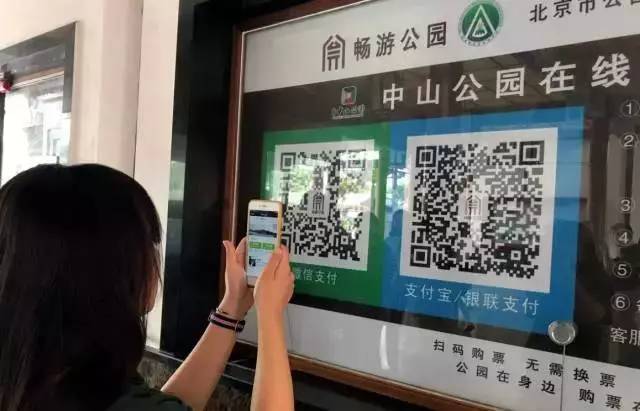 畅游公园
北京市公
中山公园在线
①
②
③
④
⑤
⑥
微信支付
支付宝/银联支付
客服
扫码购票 无需换票
公园在身边 购票